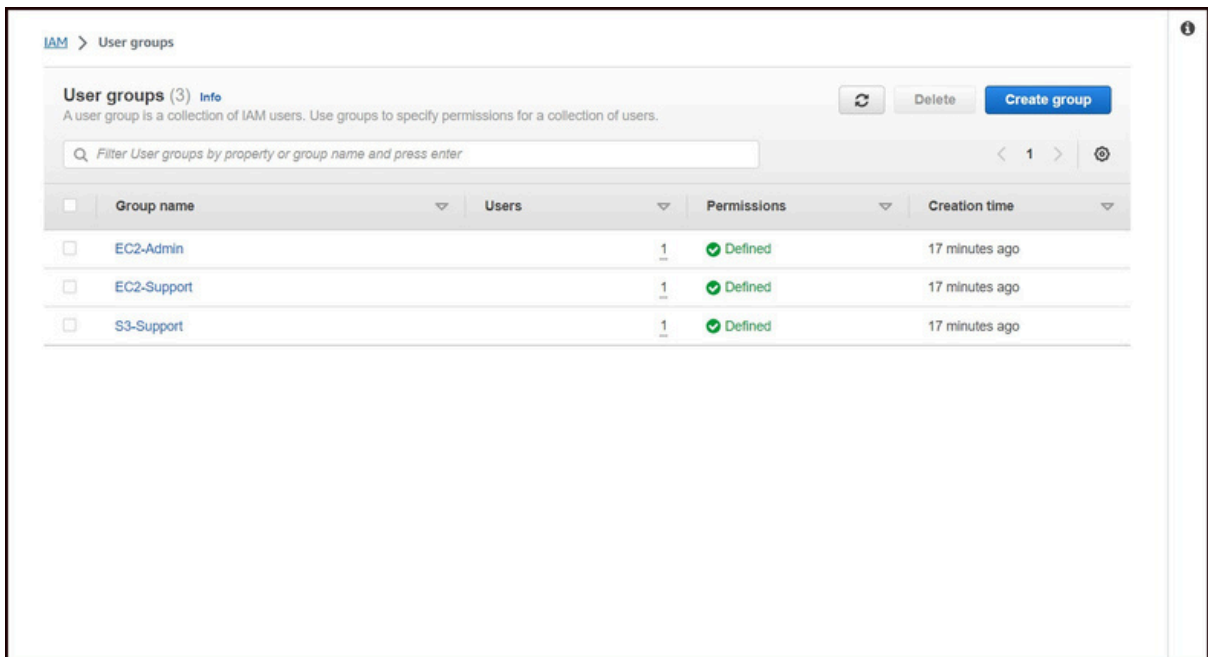 IAM > User groups
User groups (3) Info
A user group is a collection of IAM users. Use groups to specify permissions for a collection of users.
Delete
Create group
Filter User groups by property or group name and press enter
< 1 >
Group name Users Permissions Creation time
EC2-Admin 1 Defined 17 minutes ago
EC2-Support 1 Defined 17 minutes ago
S3-Support 1 Defined 17 minutes ago